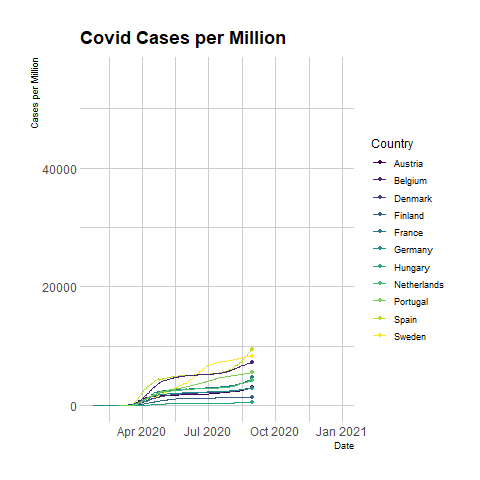 Covid Cases per Million
Cases per Million
40000
20000
0
Apr 2020
Jul 2020
Oct 2020
Jan 2021
Date
Country
Austria
Belgium
Denmark
Finland
France
Germany
Hungary
Netherlands
Portugal
Spain
Sweden